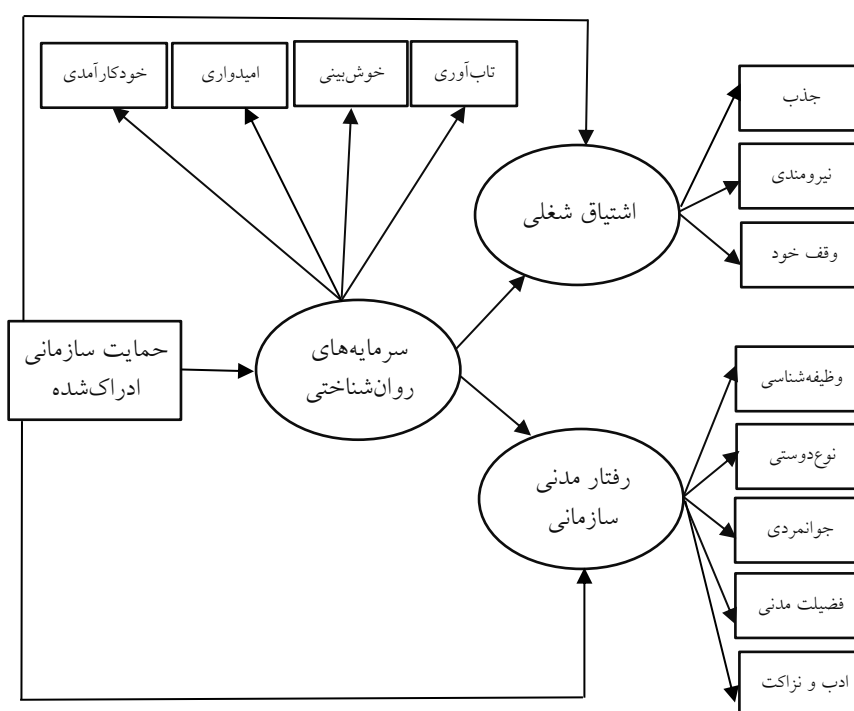 خودکارآمدی
امیدواری
خوش‌بینی
تاب‌آوری
جذب
نیرومندی
وقف خود
اشتیاق شغلی
حمایت سازمانی
ادراک‌شده
سرمایه‌های
روان‌شناختی
رفتار مدنی
سازمانی
وظیفه‌شناسی
نوع‌دوستی
جوانمردی
فضیلت مدنی
ادب و نزاکت